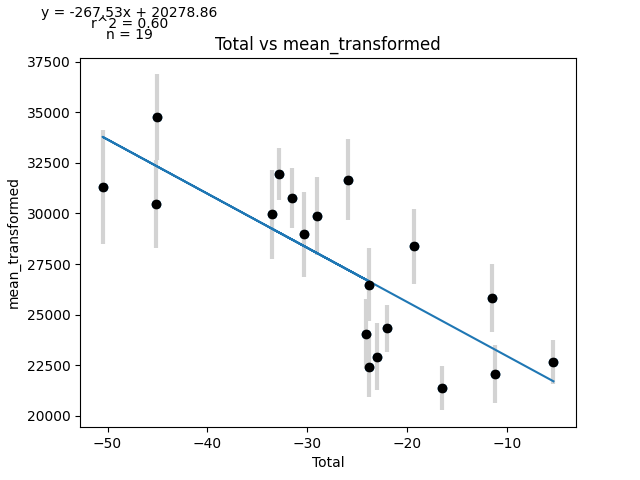 y = -267.53x + 20278.86
r^2 = 0.60
n = 19
Total vs mean_transformed
37500
35000
32500
30000
27500
25000
22500
20000
mean_transformed
−50
−40
−30
−20
−10
Total